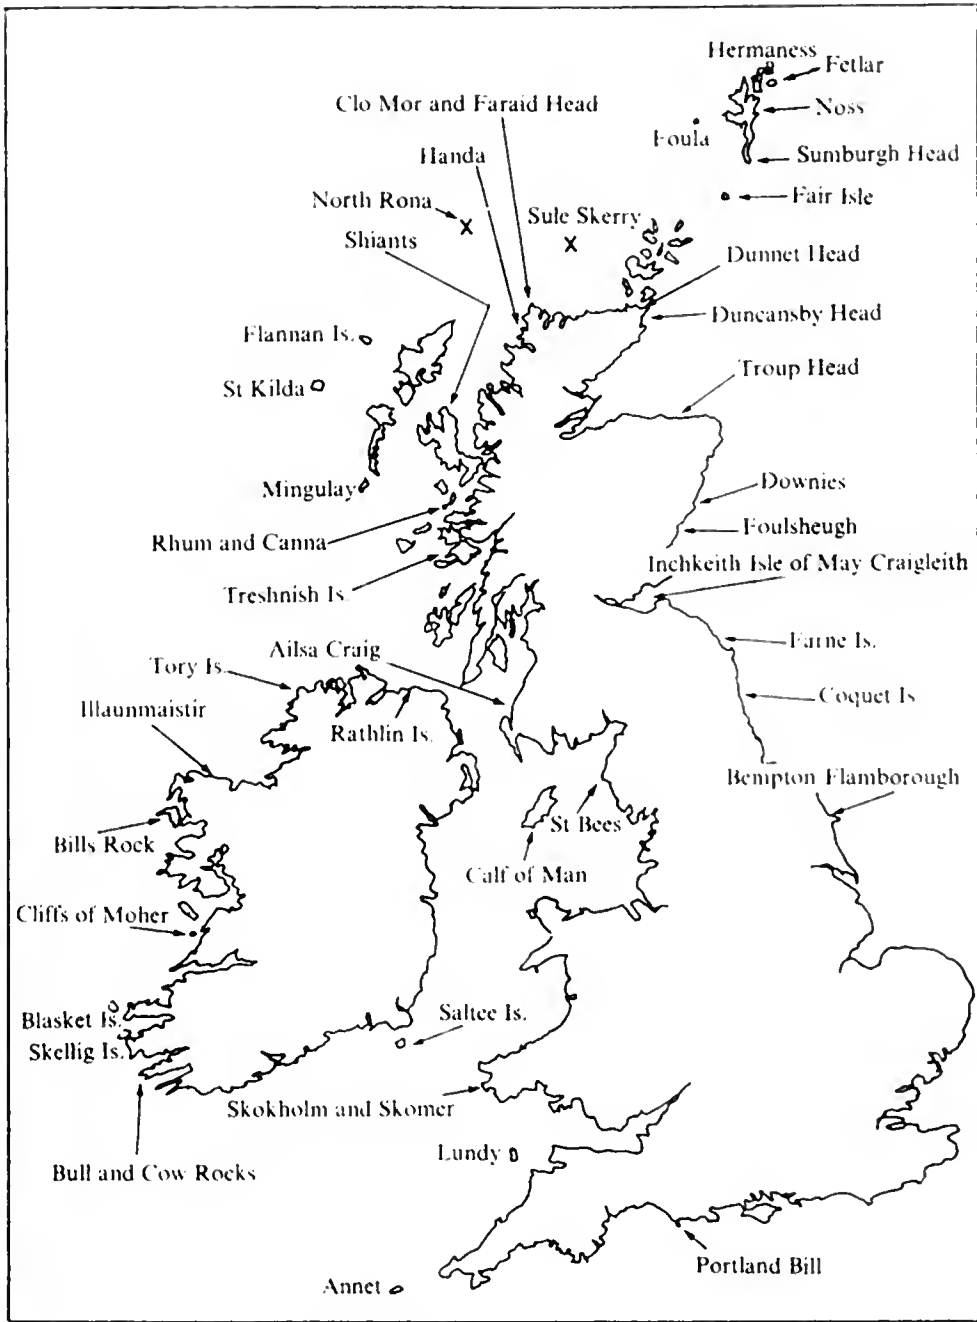 Hermaness
Fetlar
Clo Mor and Faraid Head
Noss
Foula
Handa
Sumburgh Head
North Rona
Fair Isle
Sule Skerry
Shiants
Dunnet Head
Duncansby Head
Flannan Is.
Troup Head
St Kilda
Downies
Mingulay
Foulsheugh
Rhum and Canna
Inchkeith Isle of May Craigleith
Treshnish Is.
Farne Is.
Ailsa Craig
Tory Is.
Coquet Is
Illaunmaistir
Rathlin Is.
Bempton Flamborough
St Bees
Bills Rock
Calf of Man
Cliffs of Moher
Saltee Is.
Blasket Is.
Skellig Is.
Skokholm and Skomer
Lundy
Bull and Cow Rocks
Portland Bill
Annet